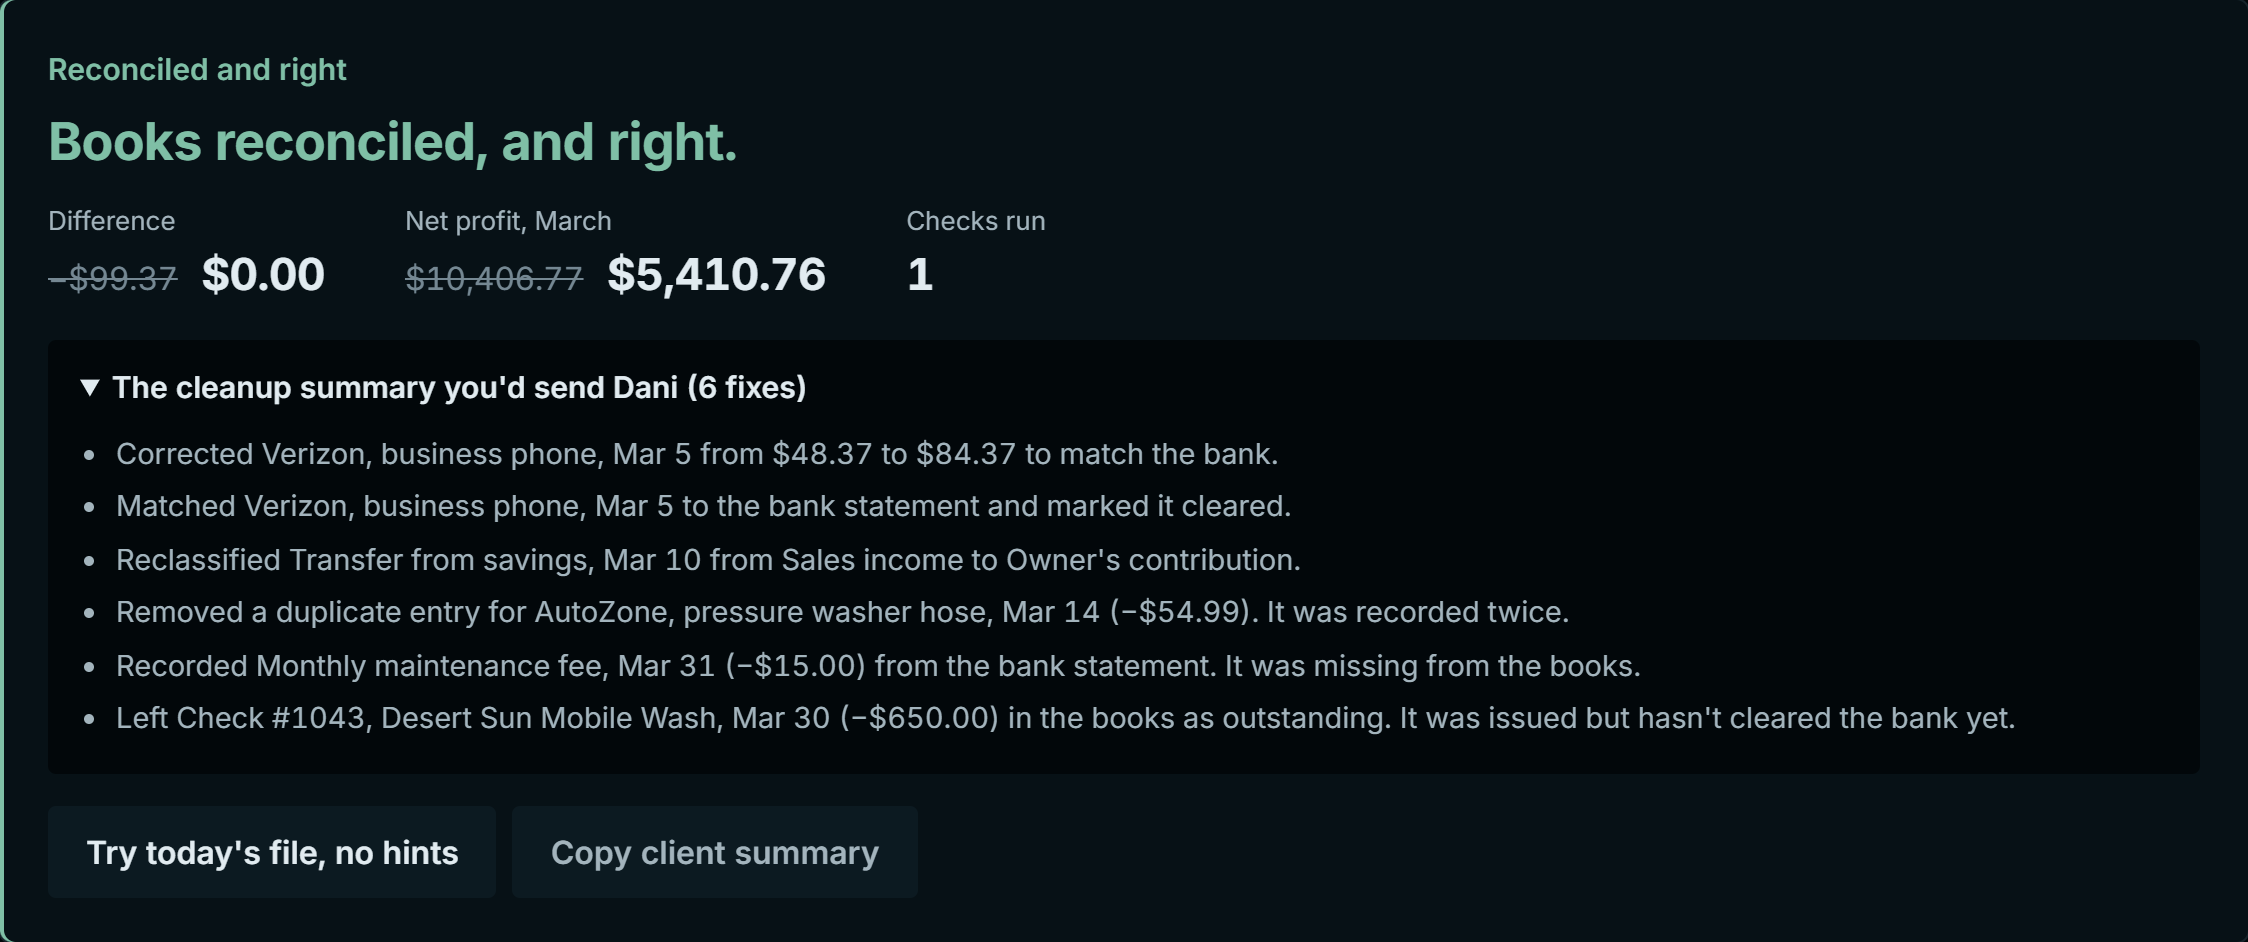 Reconciled and right
Books reconciled, and right.
Difference
Net profit, March
Checks run
−$99.37 $0.00
$10,406.77 $5,410.76
1
▼ The cleanup summary you'd send Dani (6 fixes)
• Corrected Verizon, business phone, Mar 5 from $48.37 to $84.37 to match the bank.
• Matched Verizon, business phone, Mar 5 to the bank statement and marked it cleared.
• Reclassified Transfer from savings, Mar 10 from Sales income to Owner's contribution.
• Removed a duplicate entry for AutoZone, pressure washer hose, Mar 14 (−$54.99). It was recorded twice.
• Recorded Monthly maintenance fee, Mar 31 (−$15.00) from the bank statement. It was missing from the books.
• Left Check #1043, Desert Sun Mobile Wash, Mar 30 (−$650.00) in the books as outstanding. It was issued but hasn't cleared the bank yet.
Try today's file, no hints
Copy client summary